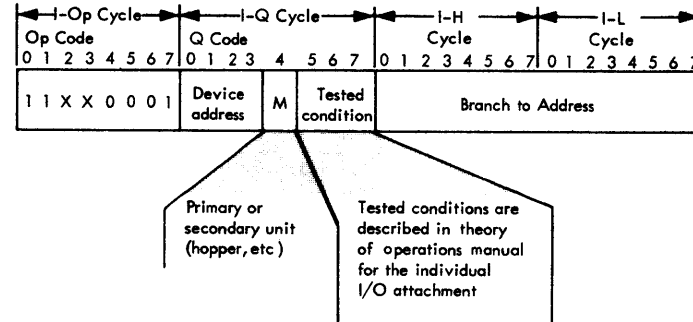 I-Op Cycle I-Q Cycle I-H I-L
Op Code Q Code Cycle Cycle
0 1 2 3 4 5 6 7 0 1 2 3 4 5 6 7 0 1 2 3 4 5 6 7 0 1 2 3 4 5 6 7
1 1 X X 0 0 0 1 Device address M Tested condition Branch to Address
Primary or
secondary unit
(hopper, etc)
Tested conditions are
described in theory
of operations manual
for the individual
I/O attachment